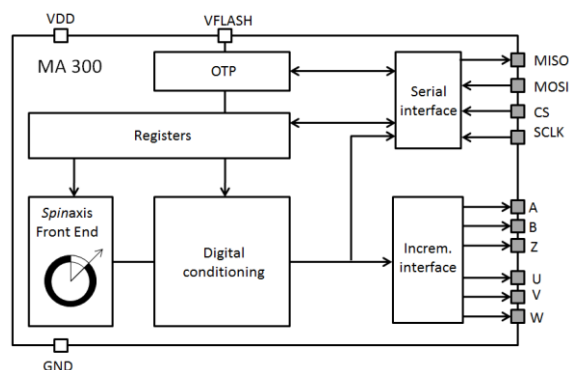 VDD
VFLASH
MA 300
OTP
Serial
interface
MISO
MOSI
CS
SCLK
Registers
Spinaxis
Front End
Digital
conditioning
Increm.
interface
A
B
Z
U
V
W
GND